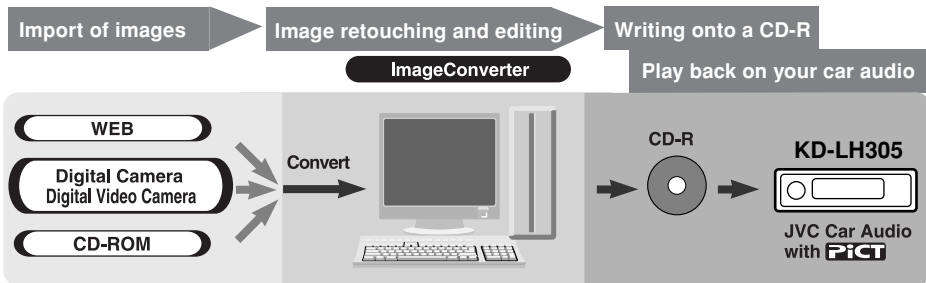 Import of images
Image retouching and editing
Writing onto a CD-R
ImageConverter
Play back on your car audio
WEB
Digital Camera
Digital Video Camera
CD-ROM
Convert
CD-R
KD-LH305
JVC Car Audio
with PiCT